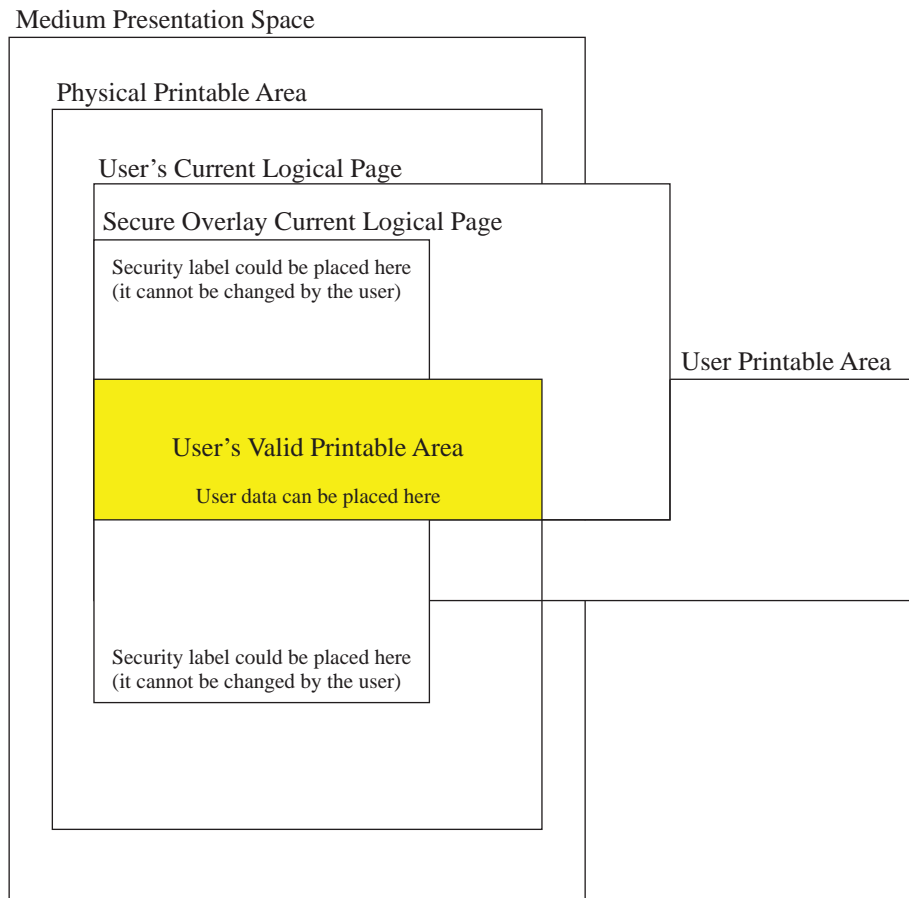 Medium Presentation Space
Physical Printable Area
User’s Current Logical Page
Secure Overlay Current Logical Page
Security label could be placed here
(it cannot be changed by the user)
User Printable Area
User’s Valid Printable Area
User data can be placed here
Security label could be placed here
(it cannot be changed by the user)